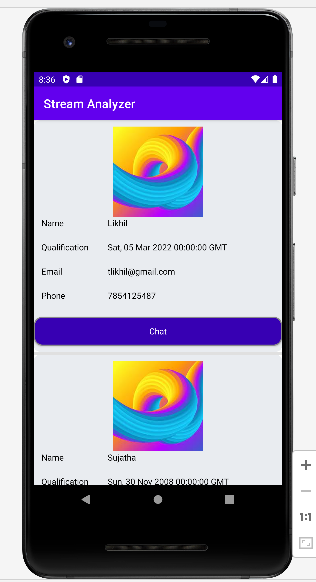 8:36
Stream Analyzer
Name Likhil
Qualification Sat, 05 Mar 2022 00:00:00 GMT
Email tlikhil@gmail.com
Phone 7854125487
Chat
Name Sujatha
Qualification Sun, 30 Nov 2008 00:00:00 GMT
1:1